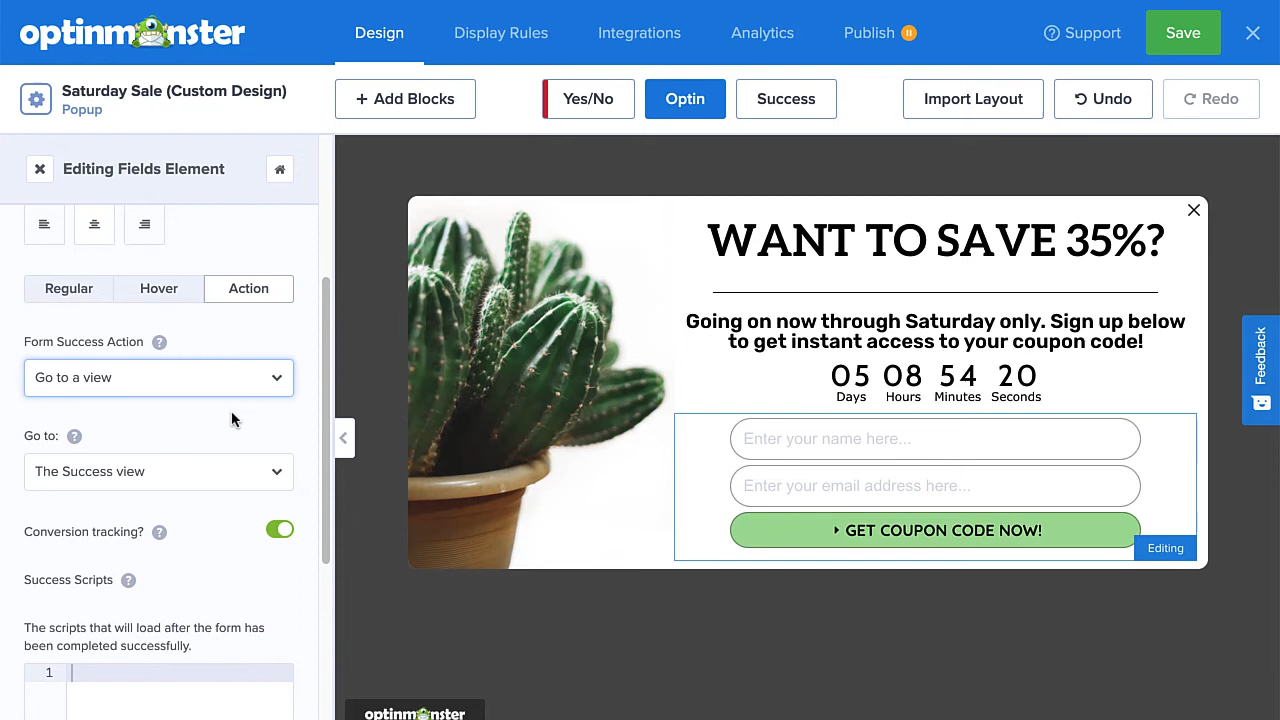 optinmonster
Design
Display Rules
Integrations
Analytics
Publish
Support
Save
Saturday Sale (Custom Design)
Popup
+ Add Blocks
Yes/No
Optin
Success
Import Layout
Undo
Redo
Editing Fields Element
Regular
Hover
Action
Form Success Action ?
Go to a view
Go to: ?
The Success view
Conversion tracking? ?
Success Scripts ?
The scripts that will load after the form has
been completed successfully.
1
WANT TO SAVE 35%?
Going on now through Saturday only. Sign up below
to get instant access to your coupon code!
05 08 54 20
Days Hours Minutes Seconds
Enter your name here...
Enter your email address here...
GET COUPON CODE NOW!
Editing
Feedback
optinmonster